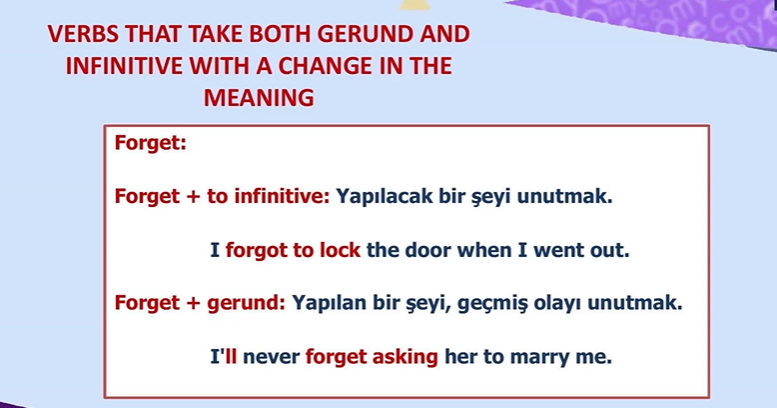 VERBS THAT TAKE BOTH GERUND AND
INFINITIVE WITH A CHANGE IN THE
MEANING
Forget:
Forget + to infinitive: Yapılacak bir şeyi unutmak.
I forgot to lock the door when I went out.
Forget + gerund: Yapılan bir şeyi, geçmiş olayı unutmak.
I'll never forget asking her to marry me.